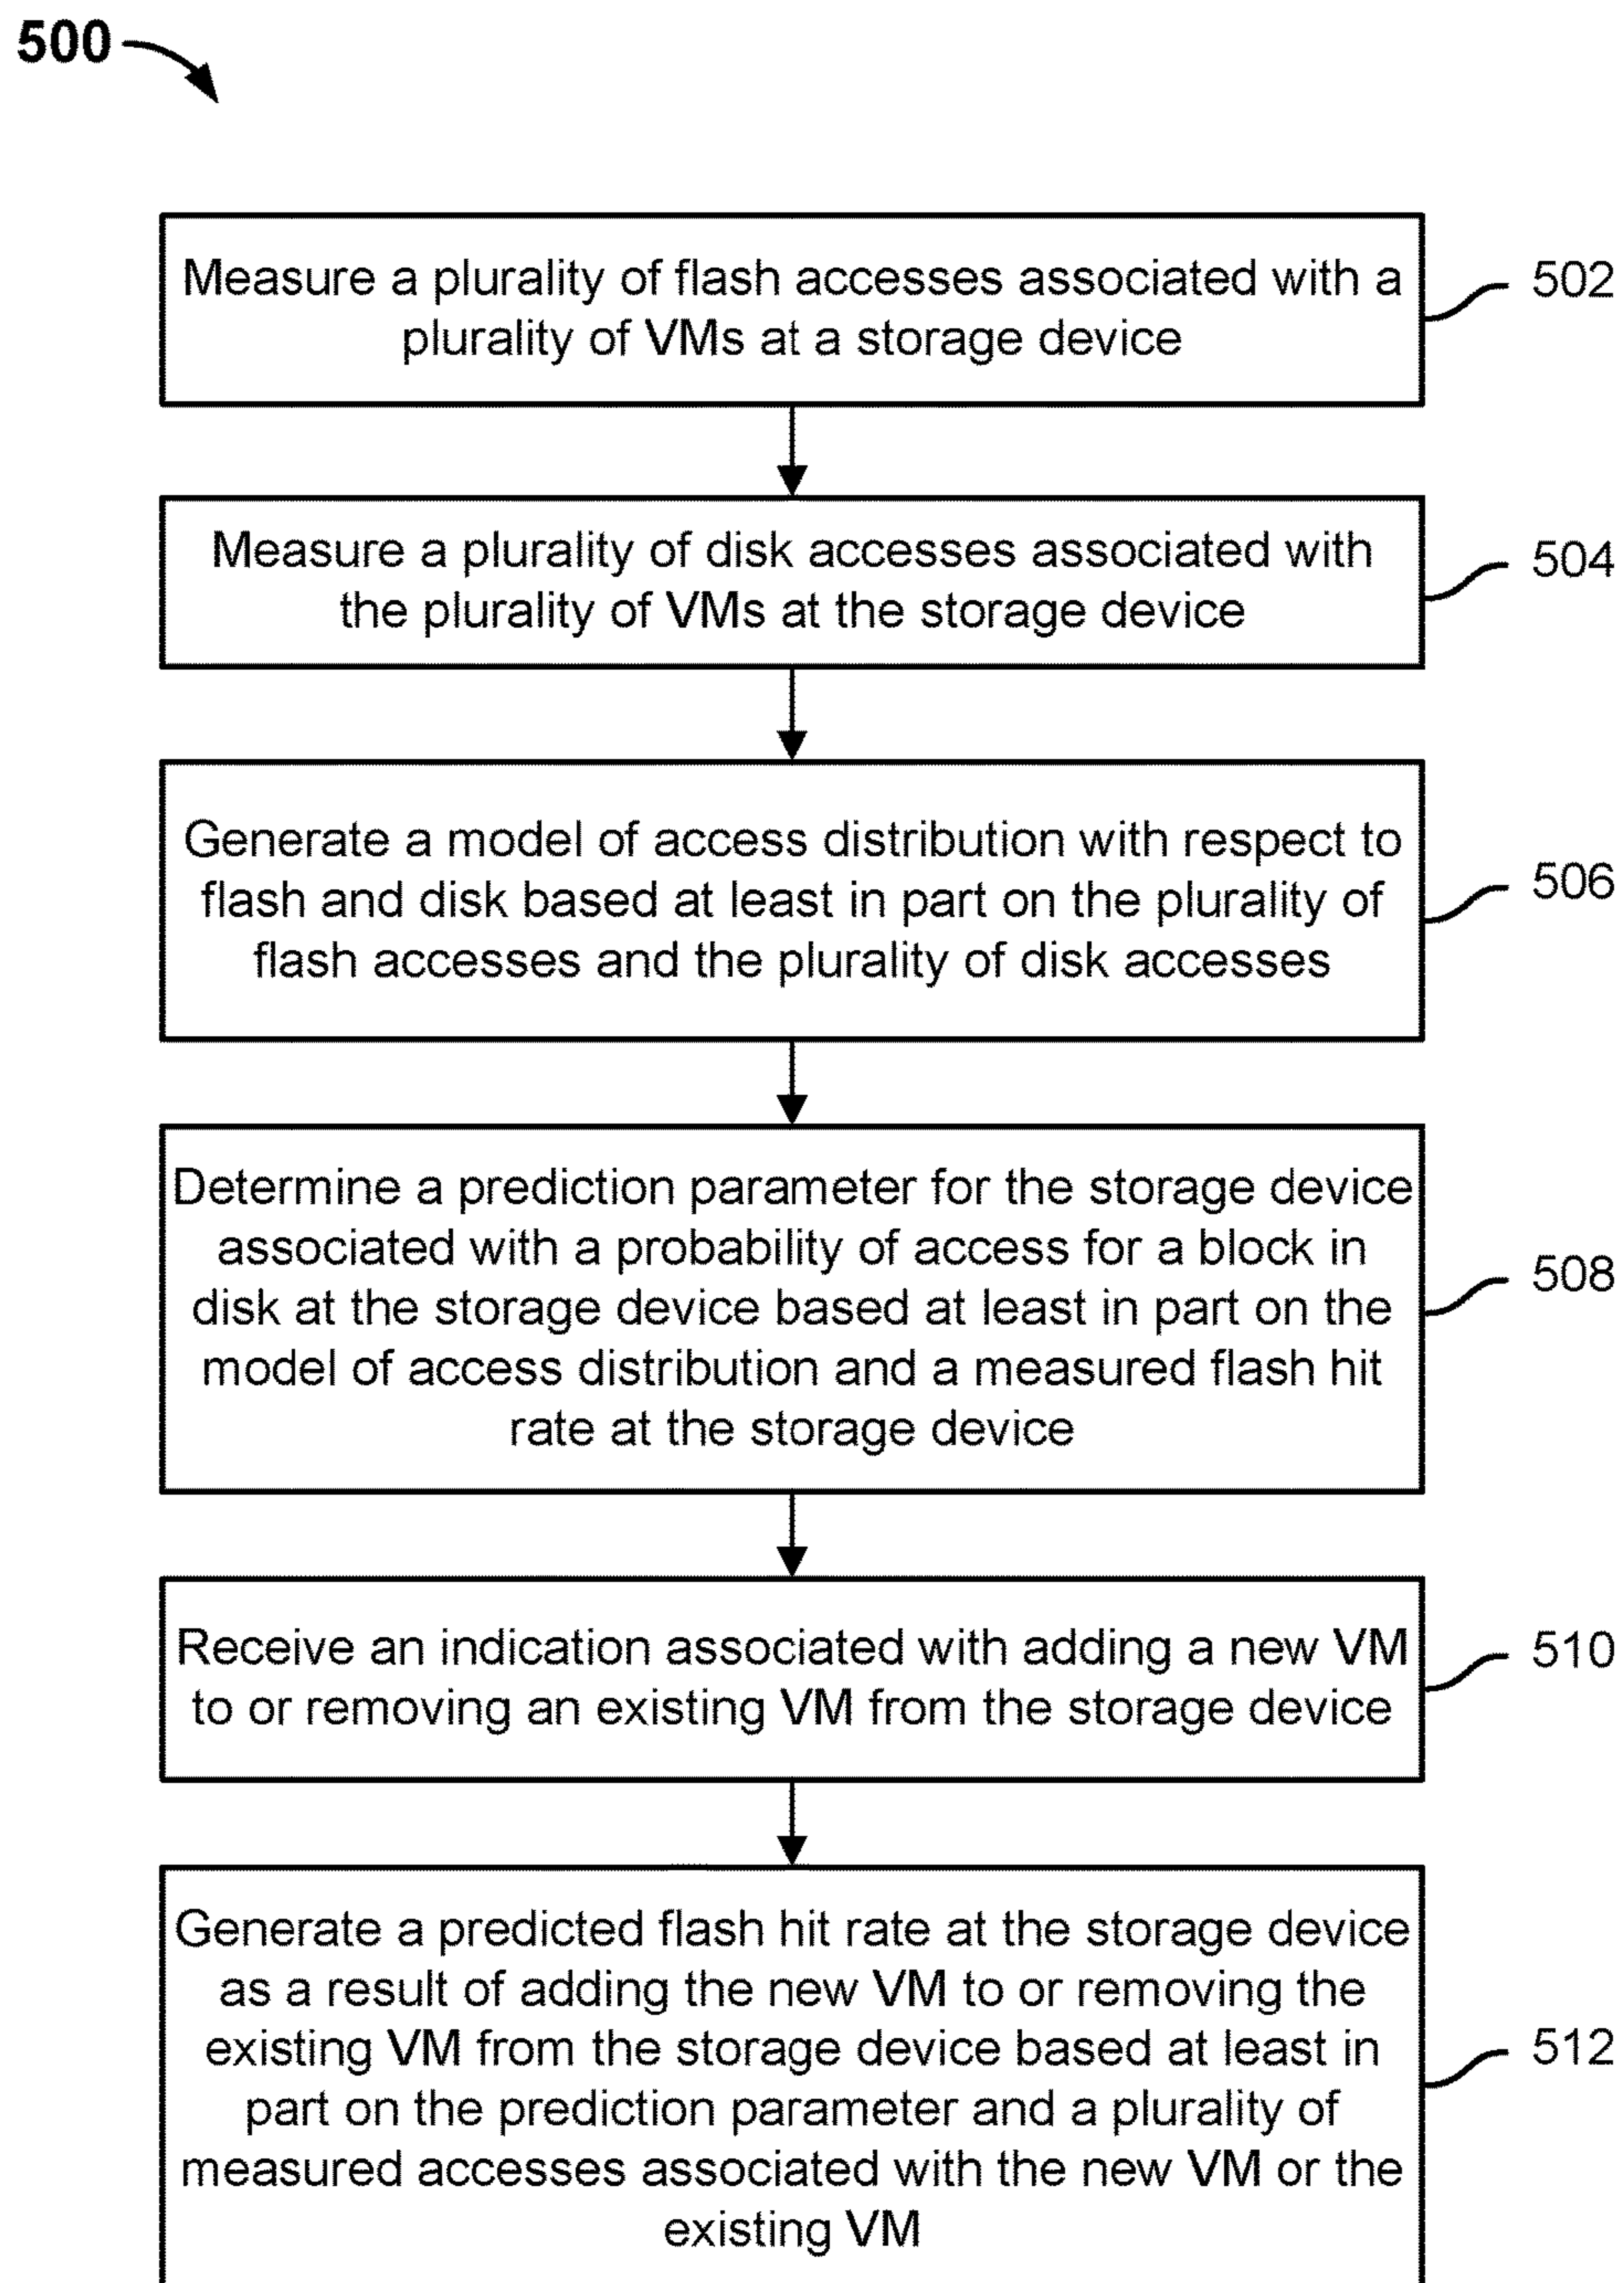 500
Measure a plurality of flash accesses associated with a
plurality of VMs at a storage device
502
Measure a plurality of disk accesses associated with
the plurality of VMs at the storage device
504
Generate a model of access distribution with respect to
flash and disk based at least in part on the plurality of
flash accesses and the plurality of disk accesses
506
Determine a prediction parameter for the storage device
associated with a probability of access for a block in
disk at the storage device based at least in part on the
model of access distribution and a measured flash hit
rate at the storage device
508
Receive an indication associated with adding a new VM
to or removing an existing VM from the storage device
510
Generate a predicted flash hit rate at the storage device
as a result of adding the new VM to or removing the
existing VM from the storage device based at least in
part on the prediction parameter and a plurality of
measured accesses associated with the new VM or the
existing VM
512